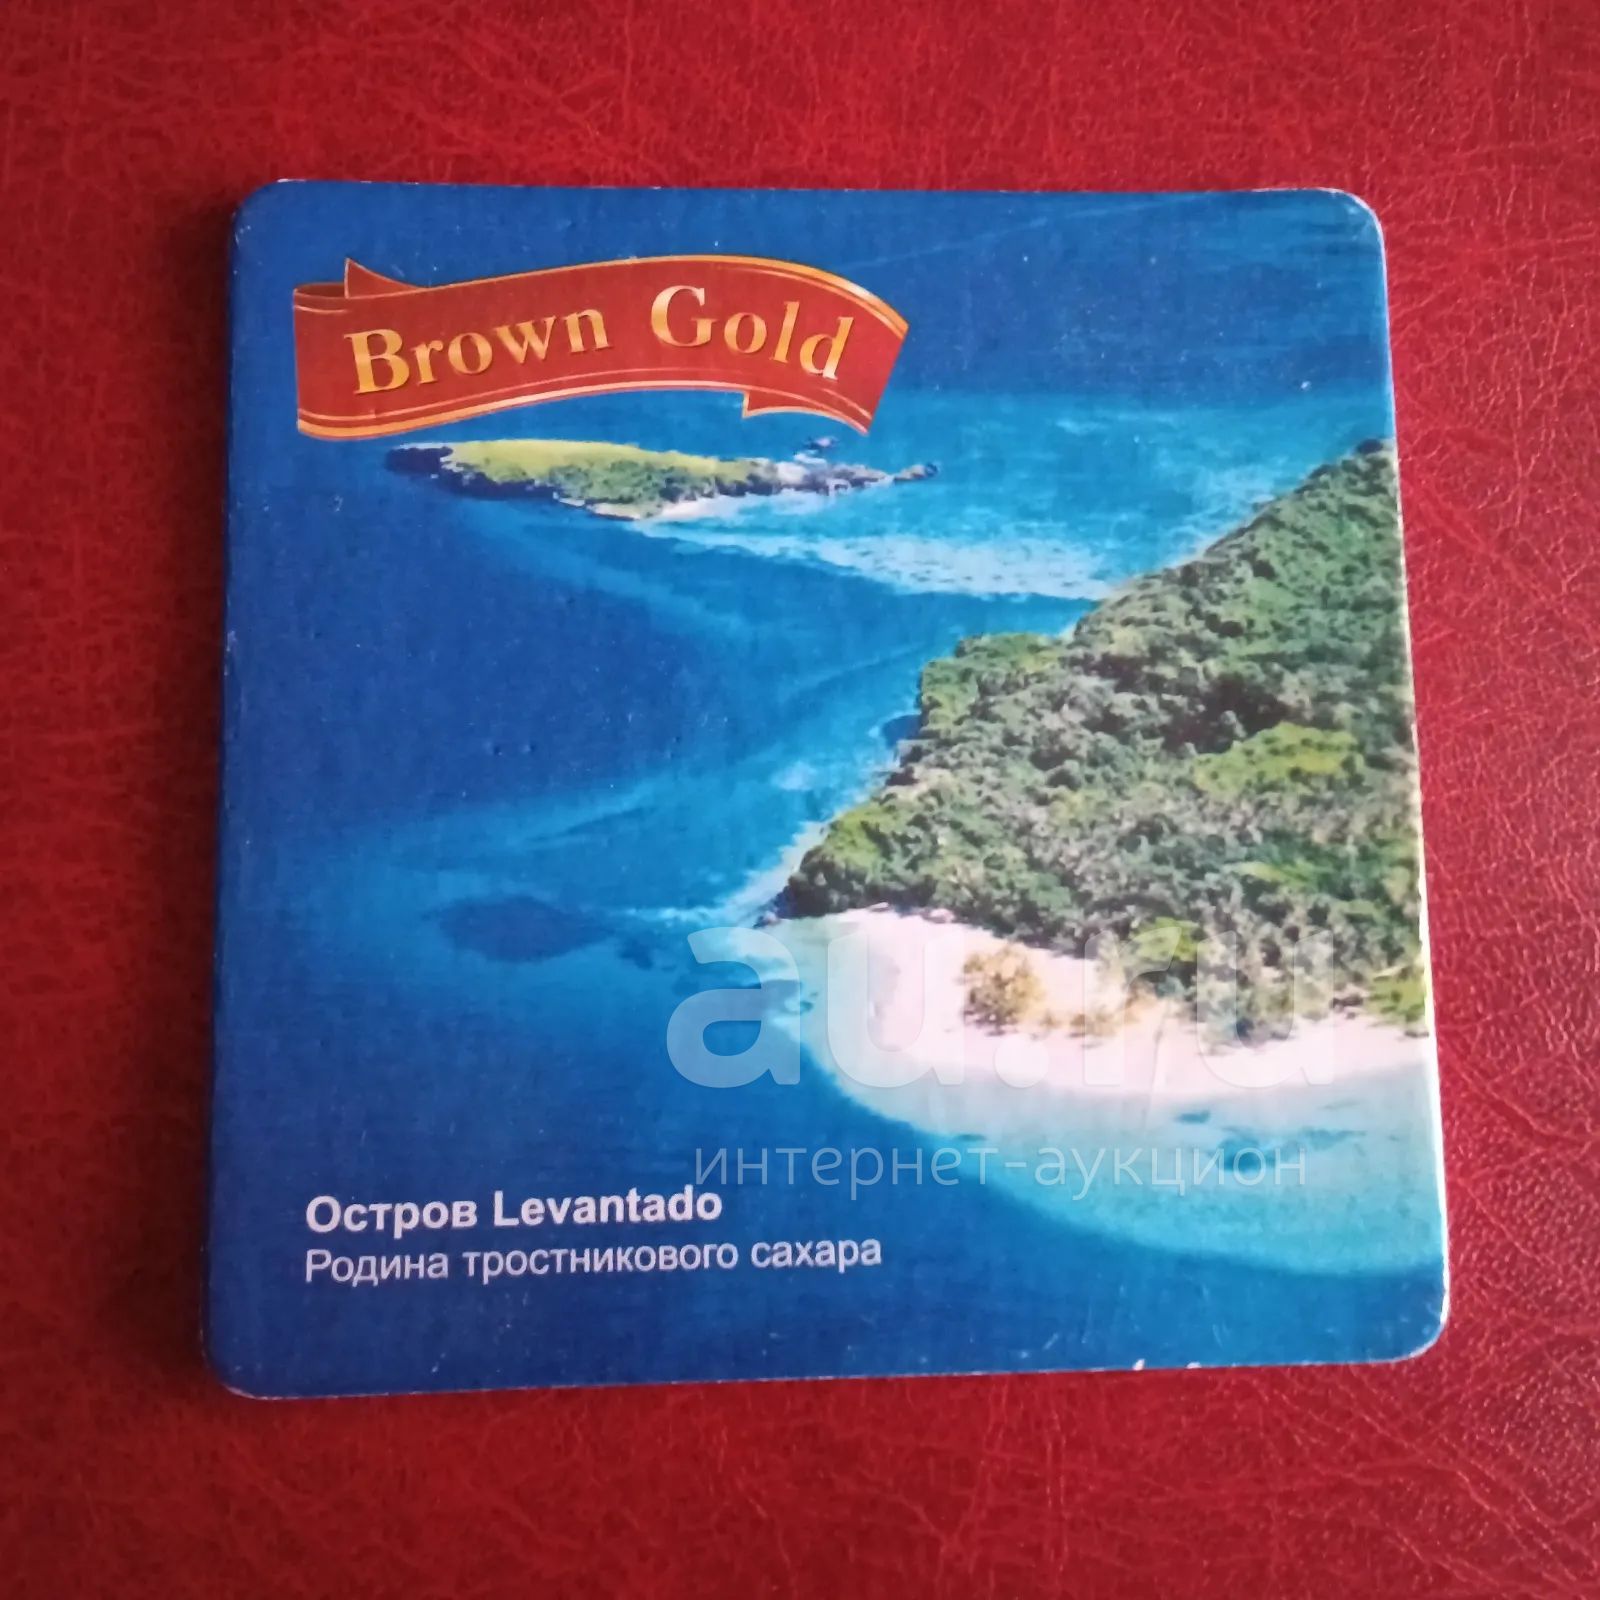 Brown Gold
au.ru
интернет-аукцион
Остров Levantado
Родина тростникового сахара